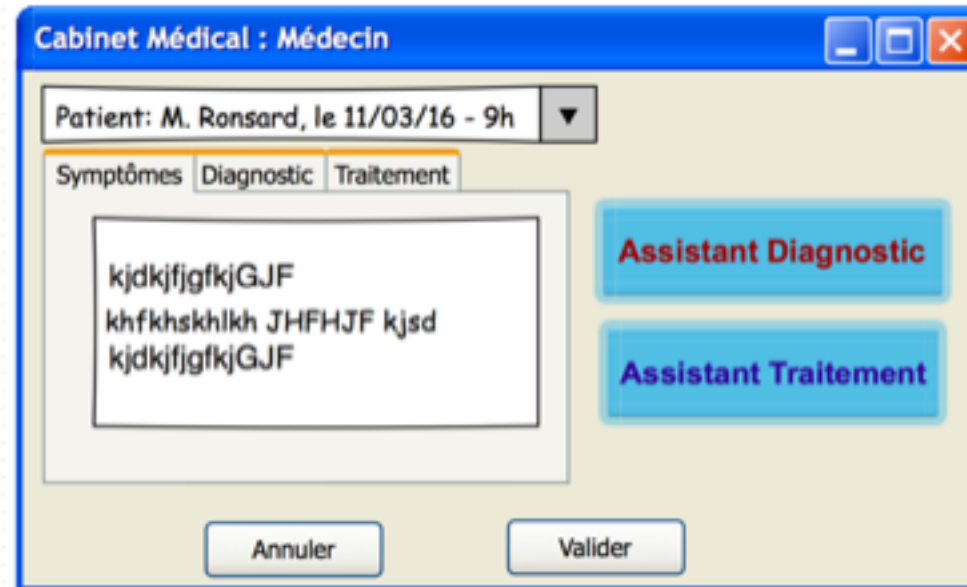 Cabinet Médical : Médecin
Patient: M. Ronsard, le 11/03/16 - 9h
Symptômes Diagnostic Traitement
kjdkjfjgfkjGJF
khfkhskhlkh JHFHJF kjsd
kjdkjfjgfkjGJF
Assistant Diagnostic
Assistant Traitement
Annuler Valider